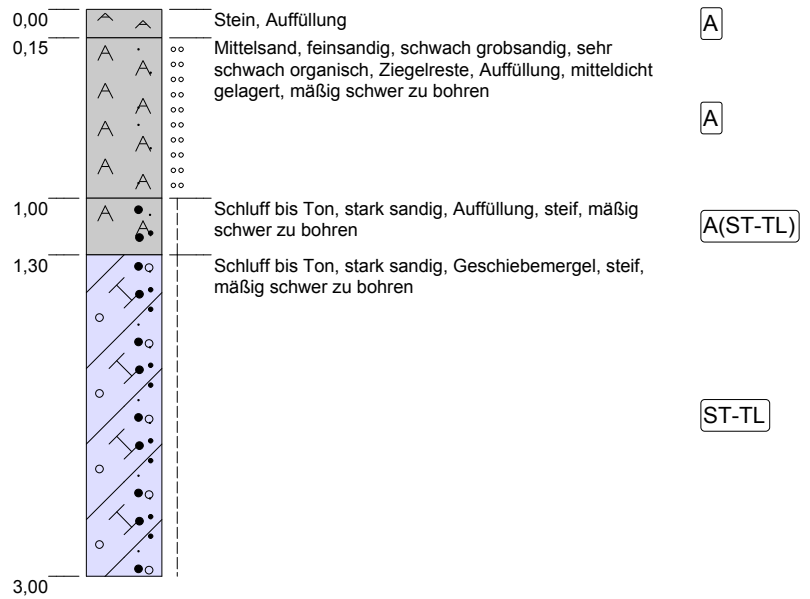 0,00
Stein, Auffüllung
A
0,15
Mittelsand, feinsandig, schwach grobsandig, sehr
schwach organisch, Ziegelreste, Auffüllung, mitteldicht
gelagert, mäßig schwer zu bohren
A
1,00
Schluff bis Ton, stark sandig, Auffüllung, steif, mäßig
schwer zu bohren
A(ST-TL)
1,30
Schluff bis Ton, stark sandig, Geschiebemergel, steif,
mäßig schwer zu bohren
ST-TL
3,00